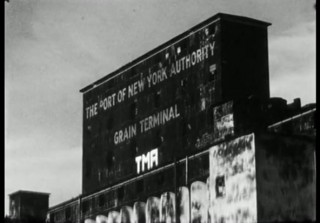 THE PORT OF NEW YORK AUTHORITY
GRAIN TERMINAL
TMA